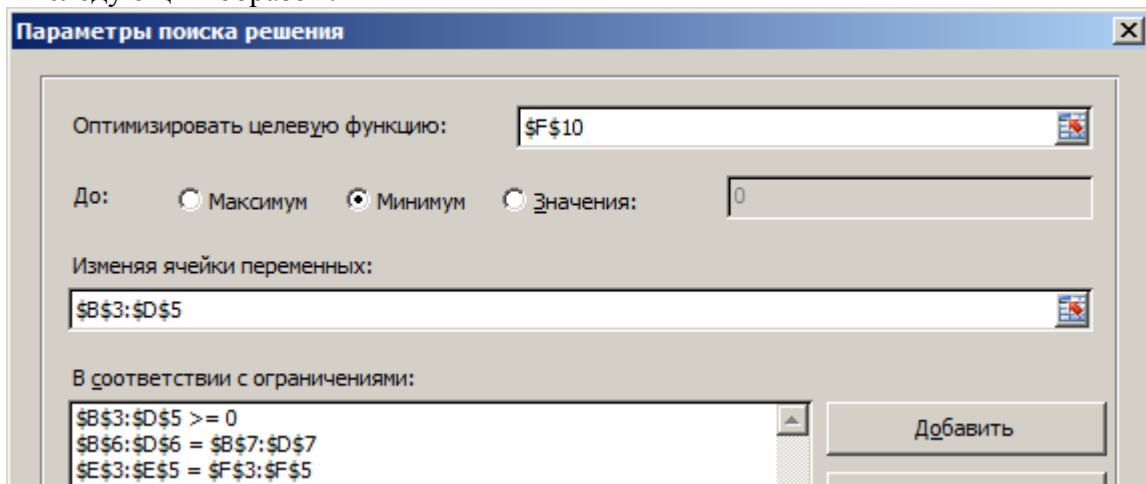 Параметры поиска решения
Оптимизировать целевую функцию: $F$10
До: Максимум Минимум Значения: 0
Изменяя ячейки переменных:
$B$3:$D$5
В соответствии с ограничениями:
$B$3:$D$5 >= 0
$B$6:$D$6 = $B$7:$D$7
$E$3:$E$5 = $F$3:$F$5
Добавить